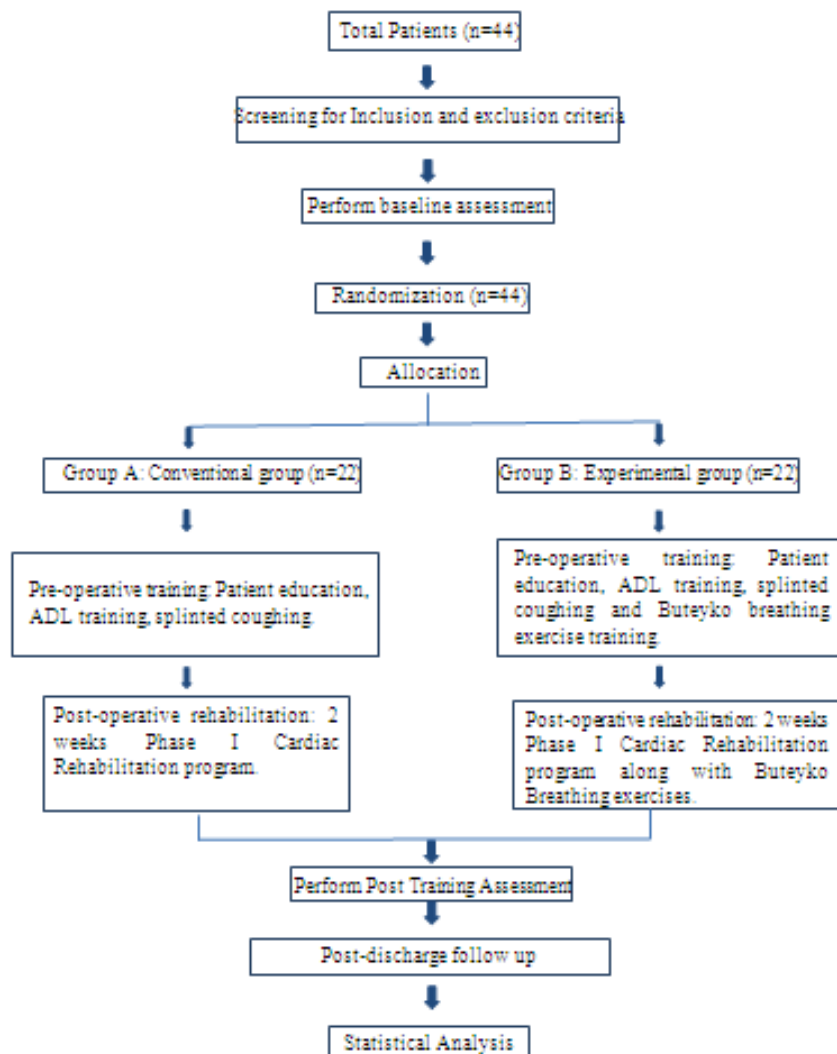 Total Patients (n=44)
Screening for Inclusion and exclusion criteria
Perform baseline assessment
Randomization (n=44)
Allocation
Group A: Conventional group (n=22)
Group B: Experimental group (n=22)
Pre-operative training: Patient education,
ADL training, splinted coughing.
Pre-operative training: Patient
education, ADL training, splinted
coughing and Buteyko breathing
exercise training.
Post-operative rehabilitation: 2
weeks Phase I Cardiac
Rehabilitation program.
Post-operative rehabilitation: 2 weeks
Phase I Cardiac Rehabilitation
program along with Buteyko
Breathing exercises.
Perform Post Training Assessment
Post-discharge follow up
Statistical Analysis